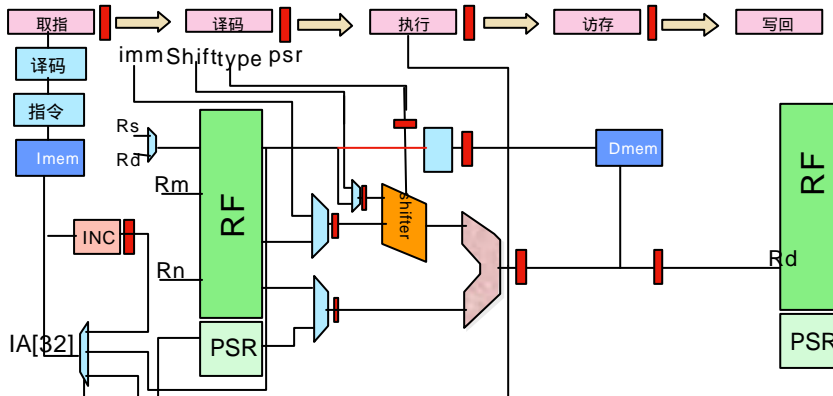 取指 译码 执行 访存 写回
译码
imm Shift type psr
指令
Rs
Rd
Imem
Dmem
Rm
RF
shifter
RF
INC
Rn
Rd
IA[32]
PSR
PSR